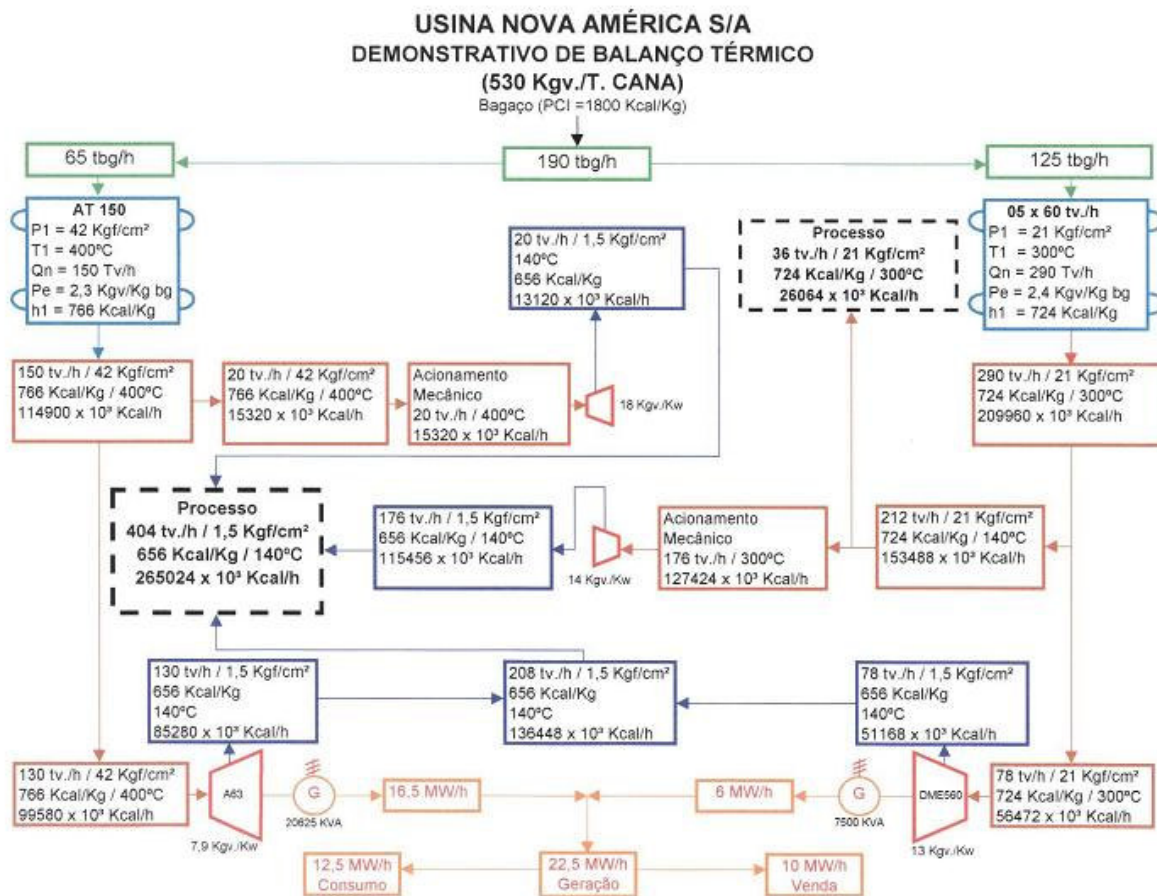 USINA NOVA AMÉRICA S/A
DEMONSTRATIVO DE BALANÇO TÉRMICO
(530 Kgv./T. CANA)
Bagaço (PCI =1800 Kcal/Kg)
65 tbg/h
190 tbg/h
125 tbg/h
AT 150
P1 = 42 Kgf/cm²
T1 = 400ºC
Qn = 150 Tv/h
Pe = 2,3 Kgv/Kg bg
h1 = 766 Kcal/Kg
20 tv./h / 1,5 Kgf/cm²
140ºC
656 Kcal/Kg
13120 x 10³ Kcal/h
Processo
36 tv./h / 21 Kgf/cm²
724 Kcal/Kg / 300ºC
26064 x 10³ Kcal/h
05 x 60 tv./h
P1 = 21 Kgf/cm²
T1 = 300ºC
Qn = 290 Tv/h
Pe = 2,4 Kgv/Kg bg
h1 = 724 Kcal/Kg
150 tv./h / 42 Kgf/cm²
766 Kcal/Kg / 400ºC
114900 x 10³ Kcal/h
20 tv./h / 42 Kgf/cm²
766 Kcal/Kg / 400ºC
15320 x 10³ Kcal/h
Acionamento
Mecânico
20 tv./h / 400ºC
15320 x 10³ Kcal/h
18 Kgv./Kw
290 tv./h / 21 Kgf/cm²
724 Kcal/Kg / 300ºC
209960 x 10³ Kcal/h
Processo
404 tv./h / 1,5 Kgf/cm²
656 Kcal/Kg / 140ºC
265024 x 10³ Kcal/h
176 tv./h / 1,5 Kgf/cm²
656 Kcal/Kg / 140ºC
115456 x 10³ Kcal/h
14 Kgv./Kw
Acionamento
Mecânico
176 tv./h / 300ºC
127424 x 10³ Kcal/h
212 tv/h / 21 Kgf/cm²
724 Kcal/Kg / 140ºC
153488 x 10³ Kcal/h
130 tv/h / 1,5 Kgf/cm²
656 Kcal/Kg
140ºC
85280 x 10³ Kcal/h
208 tv./h / 1,5 Kgf/cm²
656 Kcal/Kg
140ºC
136448 x 10³ Kcal/h
78 tv./h / 1,5 Kgf/cm²
656 Kcal/Kg
140ºC
51168 x 10³ Kcal/h
130 tv./h / 42 Kgf/cm²
766 Kcal/Kg / 400ºC
99580 x 10³ Kcal/h
A63
7,9 Kgv./Kw
G
20625 KVA
16,5 MW/h
6 MW/h
G
7500 KVA
DME560
13 Kgv./Kw
78 tv/h / 21 Kgf/cm²
724 Kcal/Kg / 300ºC
56472 x 10³ Kcal/h
12,5 MW/h
Consumo
22,5 MW/h
Geração
10 MW/h
Venda